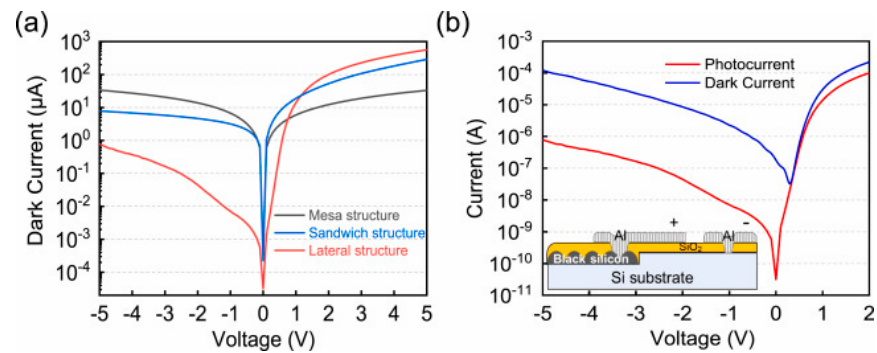 (a)
10³
10²
10¹
10⁰
10⁻¹
10⁻²
10⁻³
10⁻⁴
Dark Current (μA)
Mesa structure
Sandwich structure
Lateral structure
-5 -4 -3 -2 -1 0 1 2 3 4 5
Voltage (V)
(b)
10⁻³
10⁻⁴
10⁻⁵
10⁻⁶
10⁻⁷
10⁻⁸
10⁻⁹
10⁻¹⁰
10⁻¹¹
Current (A)
Photocurrent
Dark Current
+ -
Al Al
SiO₂
Black silicon
Si substrate
-5 -4 -3 -2 -1 0 1 2
Voltage (V)